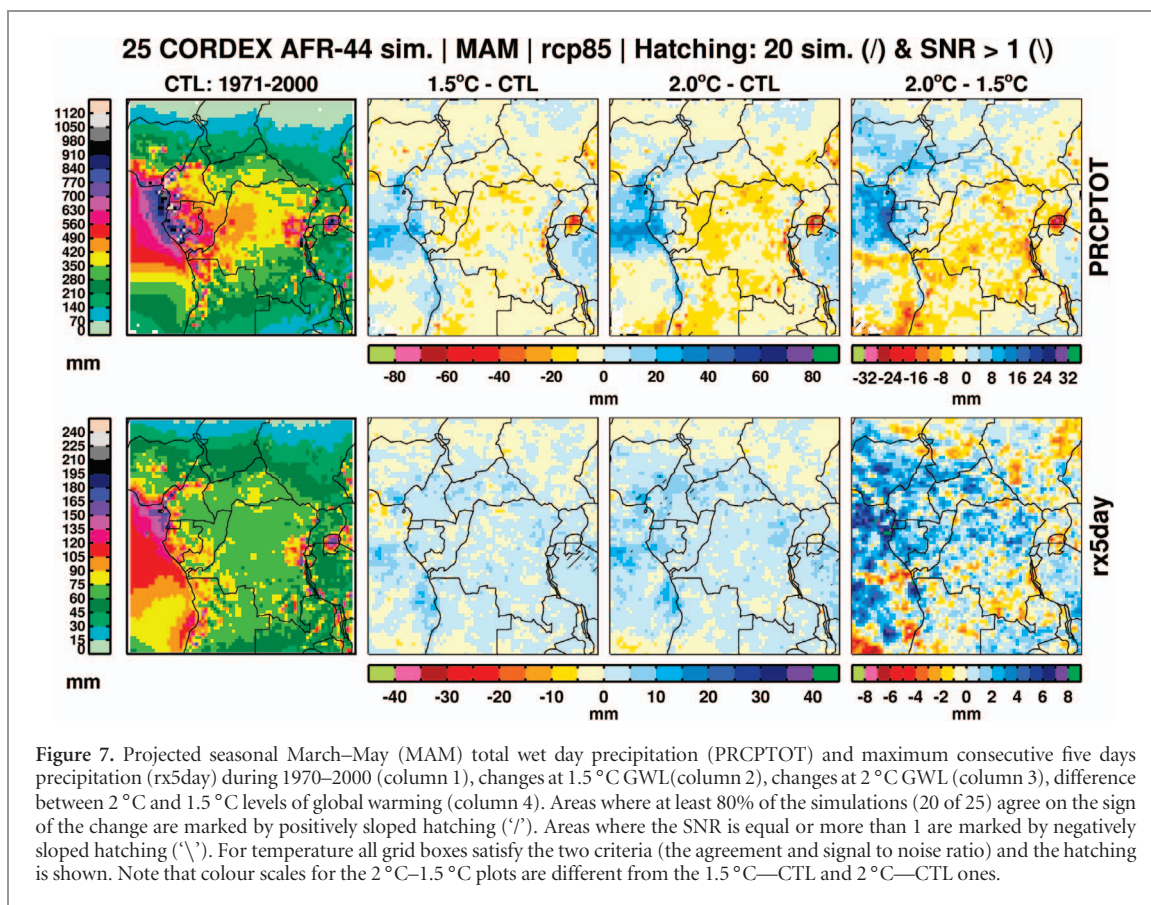 25 CORDEX AFR-44 sim. | MAM | rcp85 | Hatching: 20 sim. (/) & SNR > 1 (\)
CTL: 1971-2000
1.5°C - CTL
2.0°C - CTL
2.0°C - 1.5°C
1120
1050
980
910
840
770
700
630
560
490
420
350
280
210
140
70
0
mm
PRCPTOT
-80 -60 -40 -20 0 20 40 60 80
mm
-32 -24 -16 -8 0 8 16 24 32
mm
240
225
210
195
180
165
150
135
120
105
90
75
60
45
30
15
0
mm
rx5day
-40 -30 -20 -10 0 10 20 30 40
mm
-8 -6 -4 -2 0 2 4 6 8
mm
Figure 7. Projected seasonal March–May (MAM) total wet day precipitation (PRCPTOT) and maximum consecutive five days
precipitation (rx5day) during 1970–2000 (column 1), changes at 1.5 °C GWL(column 2), changes at 2 °C GWL (column 3), difference
between 2 °C and 1.5 °C levels of global warming (column 4). Areas where at least 80% of the simulations (20 of 25) agree on the sign
of the change are marked by positively sloped hatching (‘/’). Areas where the SNR is equal or more than 1 are marked by negatively
sloped hatching (‘\’). For temperature all grid boxes satisfy the two criteria (the agreement and signal to noise ratio) and the hatching
is shown. Note that colour scales for the 2 °C–1.5 °C plots are different from the 1.5 °C—CTL and 2 °C—CTL ones.